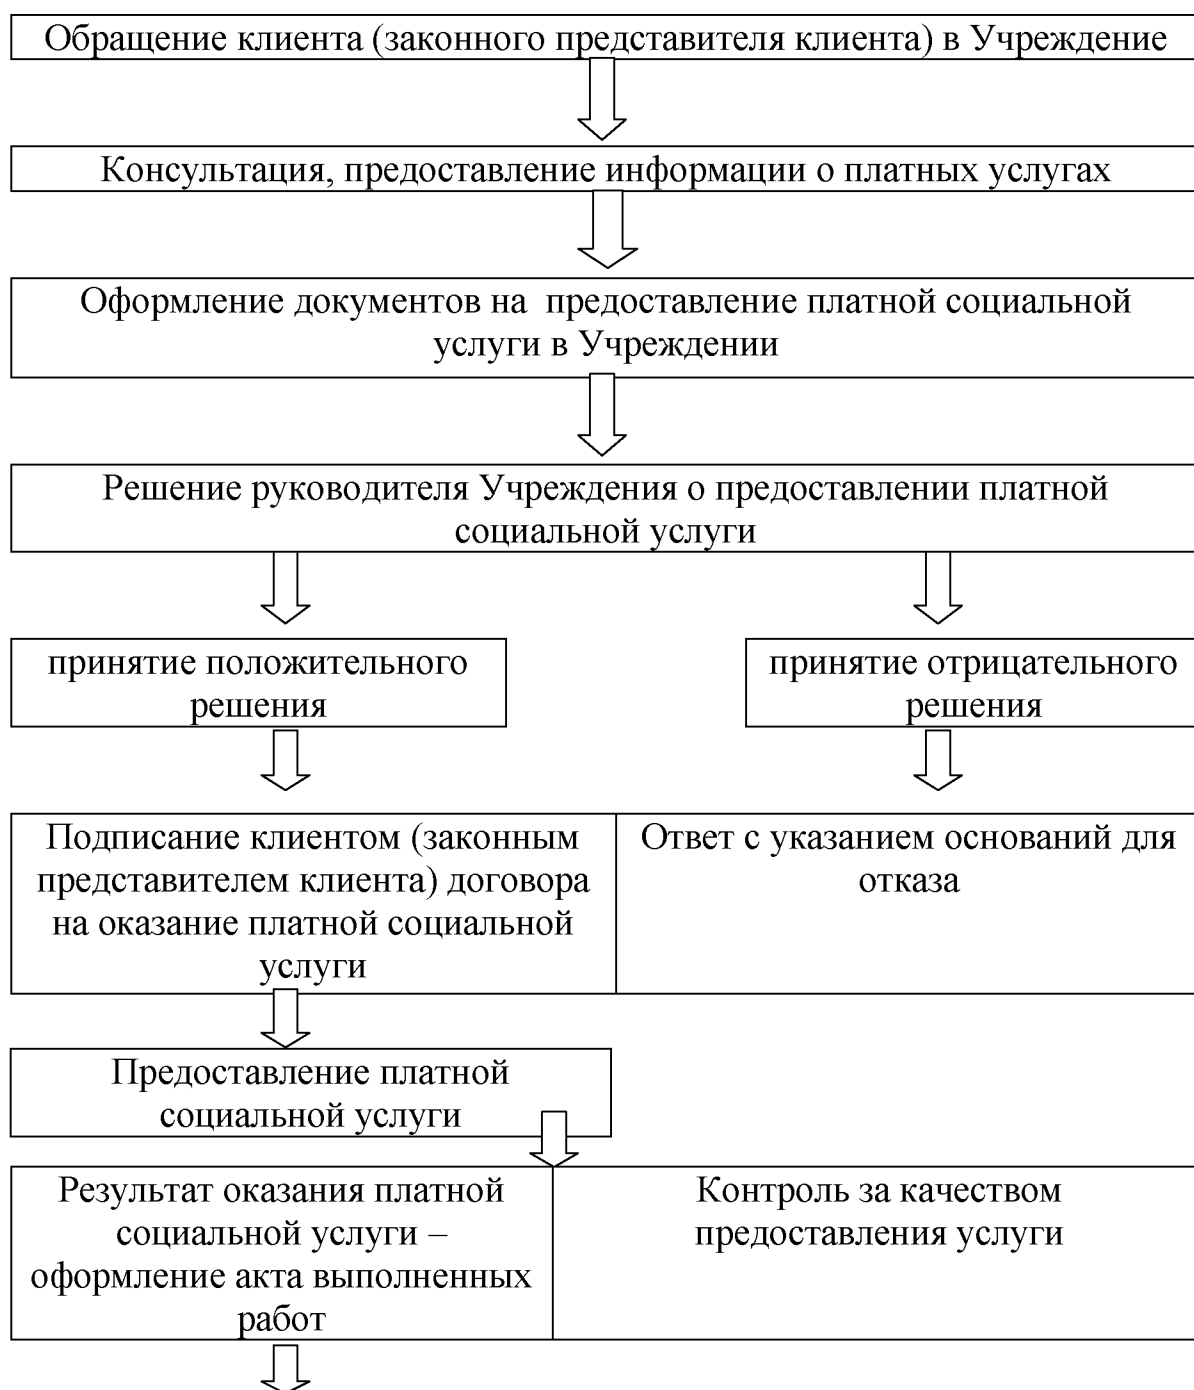 Обращение клиента (законного представителя клиента) в Учреждение
Консультация, предоставление информации о платных услугах
Оформление документов на предоставление платной социальной
услуги в Учреждении
Решение руководителя Учреждения о предоставлении платной
социальной услуги
принятие положительного
решения
принятие отрицательного
решения
Подписание клиентом (законным
представителем клиента) договора
на оказание платной социальной
услуги
Ответ с указанием оснований для
отказа
Предоставление платной
социальной услуги
Результат оказания платной
социальной услуги –
оформление акта выполненных
работ
Контроль за качеством
предоставления услуги